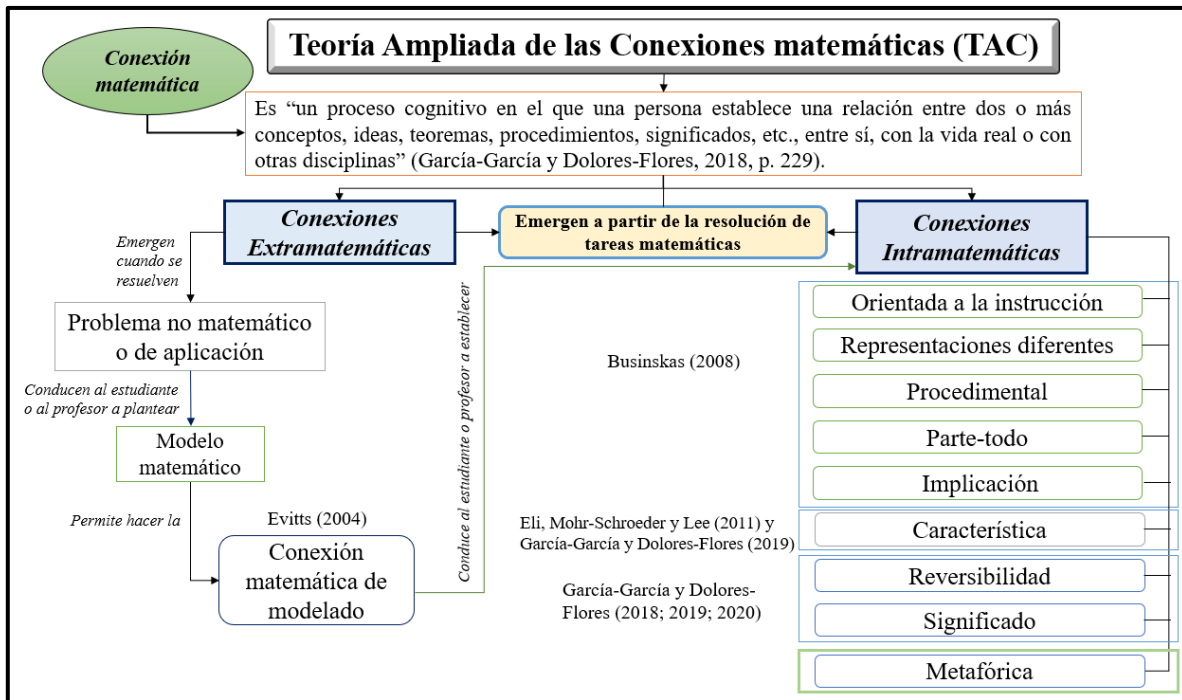 Teoría Ampliada de las Conexiones matemáticas (TAC)
Conexión
matemática
Es “un proceso cognitivo en el que una persona establece una relación entre dos o más
conceptos, ideas, teoremas, procedimientos, significados, etc., entre sí, con la vida real o con
otras disciplinas” (García-García y Dolores-Flores, 2018, p. 229).
Conexiones
Extramatemáticas
Emergen a partir de la resolución de
tareas matemáticas
Conexiones
Intramatemáticas
Emergen
cuando se
resuelven
Problema no matemático
o de aplicación
Conducen al estudiante
o al profesor a plantear
Modelo
matemático
Permite hacer la
Evitts (2004)
Conexión
matemática de
modelado
Conduce al estudiante o profesor a establecer
Businskas (2008)
Orientada a la instrucción
Representaciones diferentes
Procedimental
Parte-todo
Implicación
Eli, Mohr-Schroeder y Lee (2011) y
García-García y Dolores-Flores (2019)
Característica
García-García y Dolores-
Flores (2018; 2019; 2020)
Reversibilidad
Significado
Metafórica